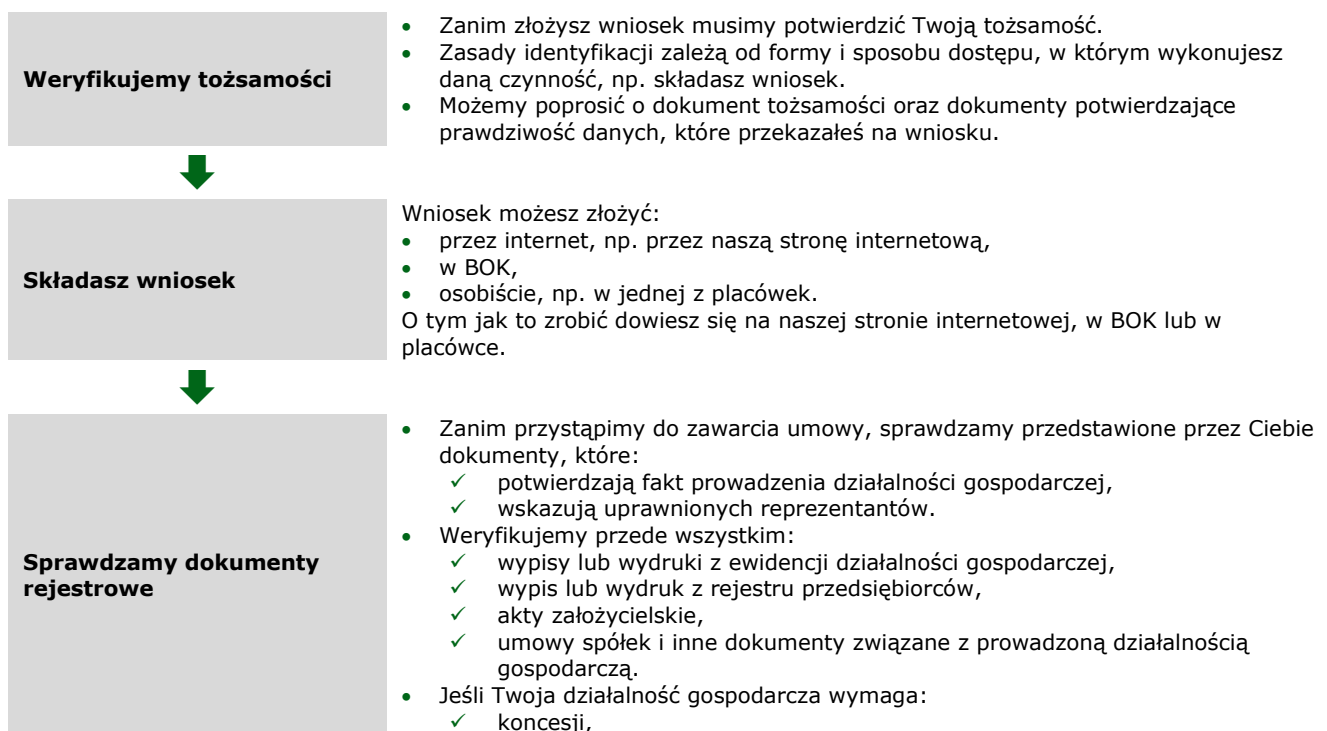 Weryfikujemy tożsamości
• Zanim złożysz wniosek musimy potwierdzić Twoją tożsamość.
• Zasady identyfikacji zależą od formy i sposobu dostępu, w którym wykonujesz
daną czynność, np. składasz wniosek.
• Możemy poprosić o dokument tożsamości oraz dokumenty potwierdzające
prawdziwość danych, które przekazałeś na wniosku.
Składasz wniosek
Wniosek możesz złożyć:
• przez internet, np. przez naszą stronę internetową,
• w BOK,
• osobiście, np. w jednej z placówek.
O tym jak to zrobić dowiesz się na naszej stronie internetowej, w BOK lub w
placówce.
Sprawdzamy dokumenty
rejestrowe
• Zanim przystąpimy do zawarcia umowy, sprawdzamy przedstawione przez Ciebie
dokumenty, które:
✓ potwierdzają fakt prowadzenia działalności gospodarczej,
✓ wskazują uprawnionych reprezentantów.
• Weryfikujemy przede wszystkim:
✓ wypisy lub wydruki z ewidencji działalności gospodarczej,
✓ wypis lub wydruk z rejestru przedsiębiorców,
✓ akty założycielskie,
✓ umowy spółek i inne dokumenty związane z prowadzoną działalnością
gospodarczą.
• Jeśli Twoja działalność gospodarcza wymaga:
✓ koncesji,